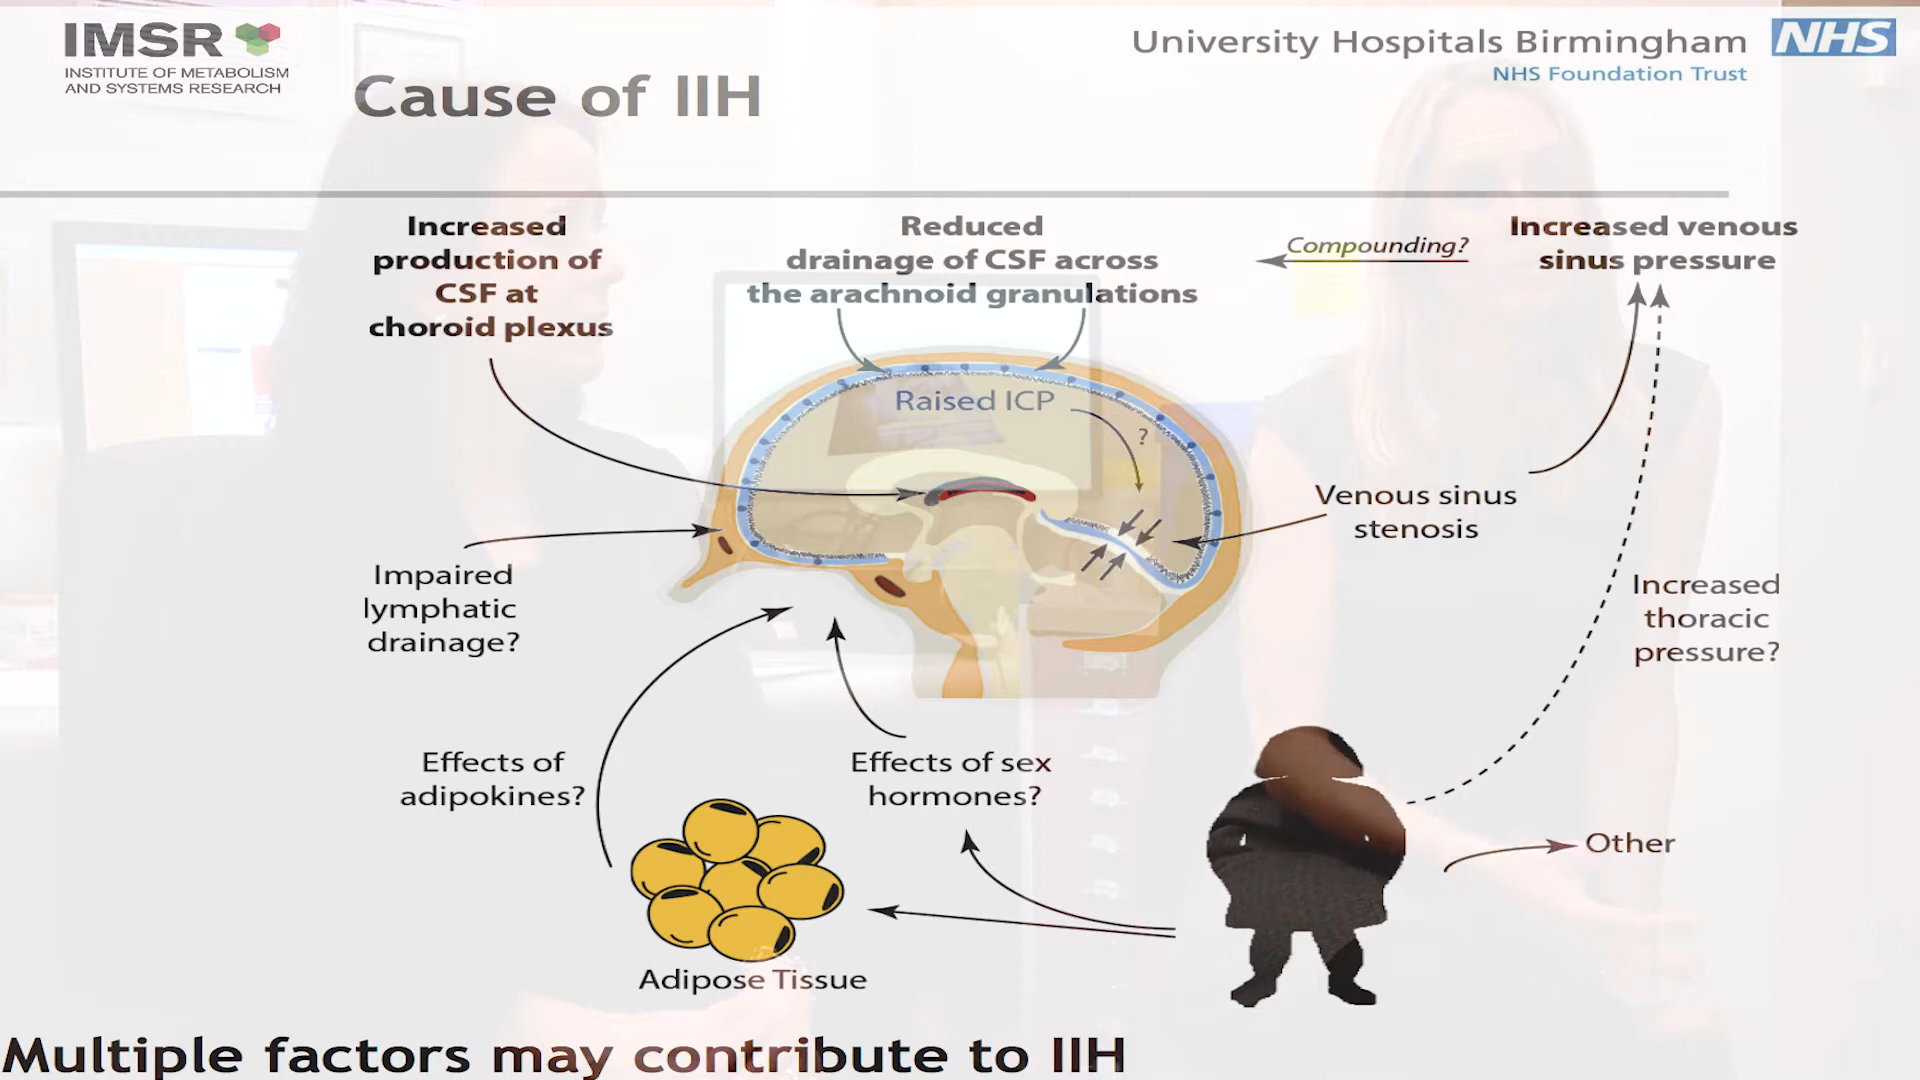 IMSR
INSTITUTE OF METABOLISM
AND SYSTEMS RESEARCH
University Hospitals Birmingham
NHS
NHS Foundation Trust
Cause of IIH
Increased
production of
CSF at
choroid plexus
Reduced
drainage of CSF across
the arachnoid granulations
Compounding?
Increased venous
sinus pressure
Raised ICP
?
Venous sinus
stenosis
Impaired
lymphatic
drainage?
Increased
thoracic
pressure?
Effects of
adipokines?
Effects of sex
hormones?
Other
Adipose Tissue
Multiple factors may contribute to IIH